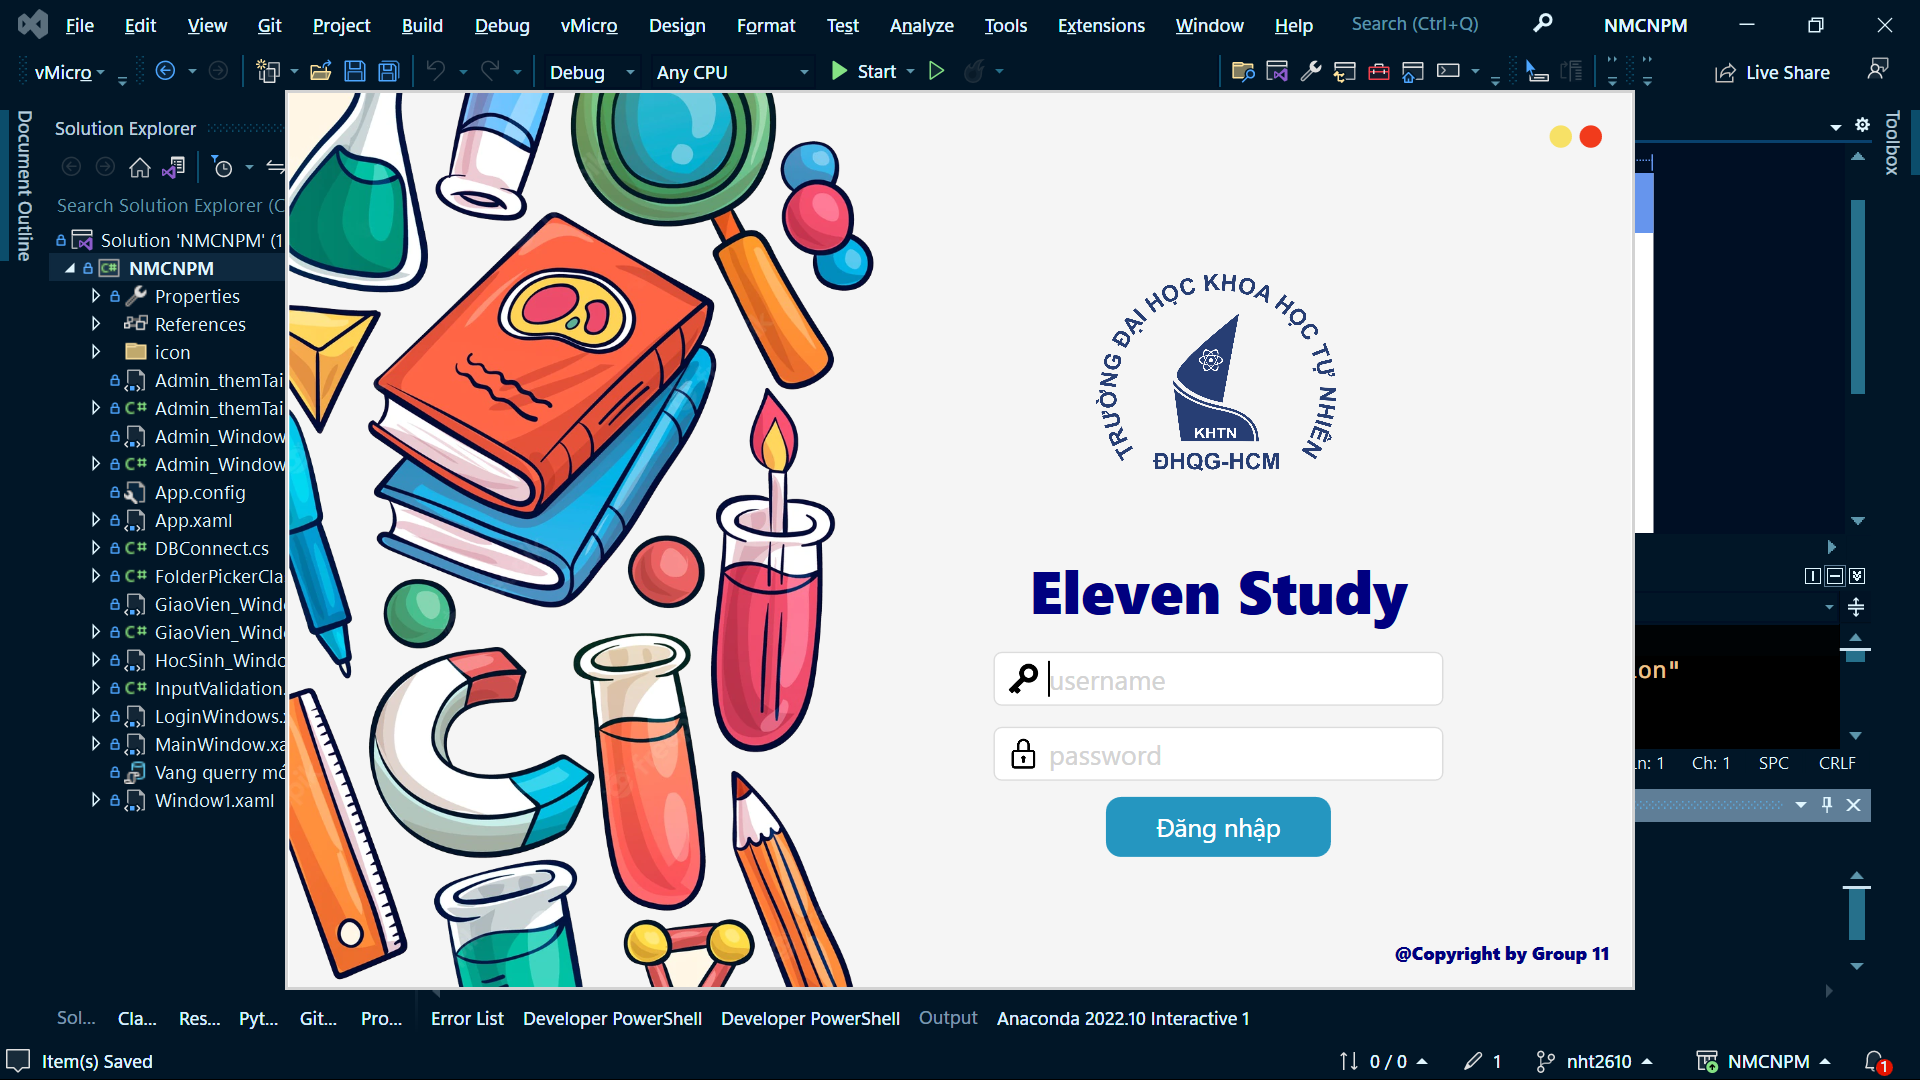 File Edit View Git Project Build Debug vMicro Design Format Test Analyze Tools Extensions Window Help Search (Ctrl+Q) NMCNPM
vMicro Debug Any CPU Start Live Share
Document Outline
Solution Explorer
Search Solution Explorer (C
Solution 'NMCNPM' (1
C# NMCNPM
Properties
References
icon
Admin_themTai
C# Admin_themTai
Admin_Window
C# Admin_Window
App.config
App.xaml
C# DBConnect.cs
C# FolderPickerCla
GiaoVien_Wind
C# GiaoVien_Wind
HocSinh_Windo
C# InputValidation.
LoginWindows.
MainWindow.xa
Vang querry mớ
Window1.xaml
TRƯỜNG ĐẠI HỌC KHOA HỌC TỰ NHIÊN
KHTN
ĐHQG-HCM
Eleven Study
username
password
Đăng nhập
@Copyright by Group 11
Toolbox
on"
Ln: 1 Ch: 1 SPC CRLF
Sol... Cla... Res... Pyt... Git... Pro... Error List Developer PowerShell Developer PowerShell Output Anaconda 2022.10 Interactive 1
Item(s) Saved 0 / 0 1 nht2610 NMCNPM 1